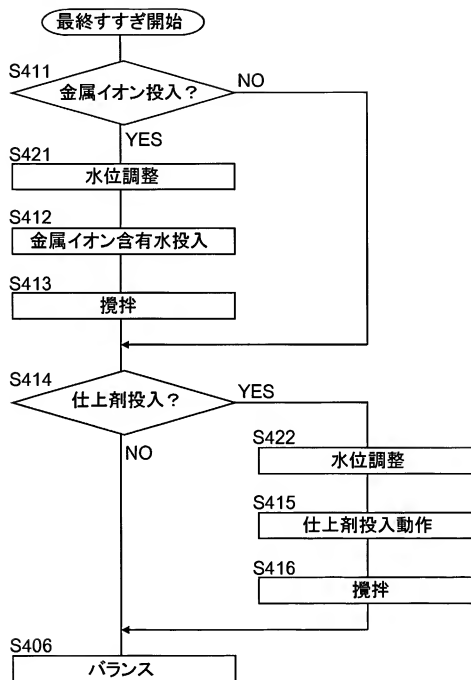 最終すすぎ開始
S411
金属イオン投入？
NO
YES
S421
水位調整
S412
金属イオン含有水投入
S413
攪拌
S414
仕上剤投入？
YES
NO
S422
水位調整
S415
仕上剤投入動作
S416
攪拌
S406
バランス